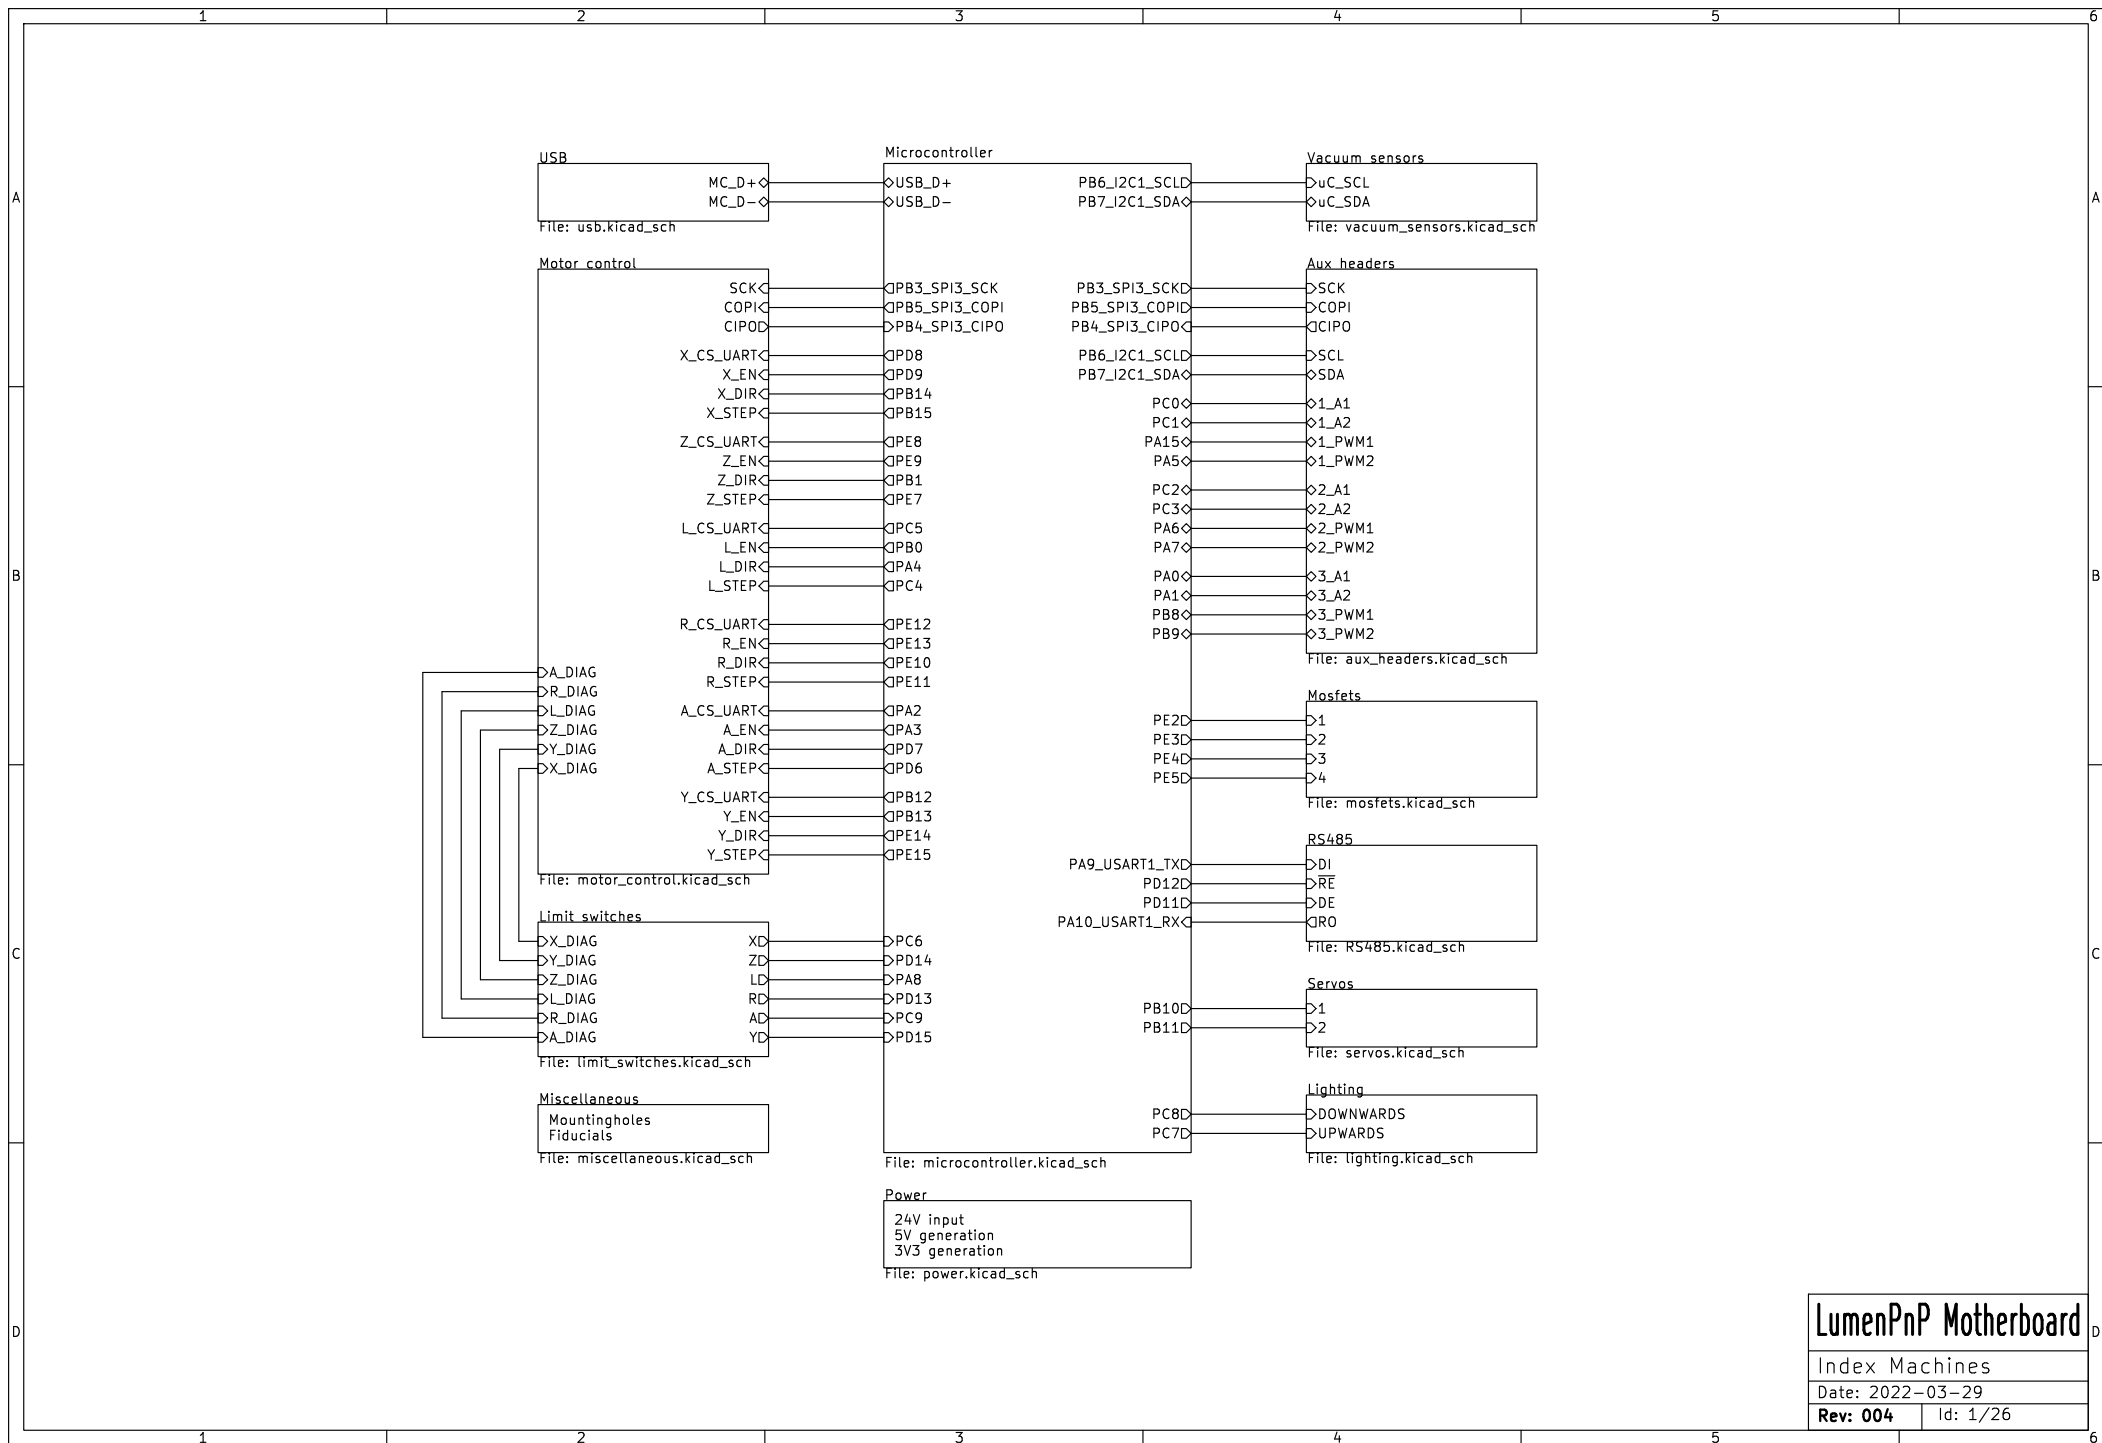 1 2 3 4 5 6
A
B
C
D
USB
MC_D+
MC_D-
File: usb.kicad_sch
Motor control
SCK
COPI
CIPO
X_CS_UART
X_EN
X_DIR
X_STEP
Z_CS_UART
Z_EN
Z_DIR
Z_STEP
L_CS_UART
L_EN
L_DIR
L_STEP
R_CS_UART
R_EN
R_DIR
R_STEP
A_CS_UART
A_EN
A_DIR
A_STEP
Y_CS_UART
Y_EN
Y_DIR
Y_STEP
A_DIAG
R_DIAG
L_DIAG
Z_DIAG
Y_DIAG
X_DIAG
File: motor_control.kicad_sch
Limit switches
X_DIAG X
Y_DIAG Z
Z_DIAG L
L_DIAG R
R_DIAG A
A_DIAG Y
File: limit_switches.kicad_sch
Miscellaneous
Mountingholes
Fiducials
File: miscellaneous.kicad_sch
Microcontroller
USB_D+
USB_D-
PB3_SPI3_SCK
PB5_SPI3_COPI
PB4_SPI3_CIPO
PD8
PD9
PB14
PB15
PE8
PE9
PB1
PE7
PC5
PB0
PA4
PC4
PE12
PE13
PE10
PE11
PA2
PA3
PD7
PD6
PB12
PB13
PE14
PE15
PC6
PD14
PA8
PD13
PC9
PD15
PB6_I2C1_SCL
PB7_I2C1_SDA
PB3_SPI3_SCK
PB5_SPI3_COPI
PB4_SPI3_CIPO
PB6_I2C1_SCL
PB7_I2C1_SDA
PC0
PC1
PA15
PA5
PC2
PC3
PA6
PA7
PA0
PA1
PB8
PB9
PE2
PE3
PE4
PE5
PA9_USART1_TX
PD12
PD11
PA10_USART1_RX
PB10
PB11
PC8
PC7
File: microcontroller.kicad_sch
Power
24V input
5V generation
3V3 generation
File: power.kicad_sch
Vacuum sensors
uC_SCL
uC_SDA
File: vacuum_sensors.kicad_sch
Aux headers
SCK
COPI
CIPO
SCL
SDA
1_A1
1_A2
1_PWM1
1_PWM2
2_A1
2_A2
2_PWM1
2_PWM2
3_A1
3_A2
3_PWM1
3_PWM2
File: aux_headers.kicad_sch
Mosfets
1
2
3
4
File: mosfets.kicad_sch
RS485
DI
RE
DE
RO
File: RS485.kicad_sch
Servos
1
2
File: servos.kicad_sch
Lighting
DOWNWARDS
UPWARDS
File: lighting.kicad_sch
A
B
C
D
LumenPnP Motherboard
Index Machines
Date: 2022-03-29
Rev: 004 Id: 1/26
1 2 3 4 5 6